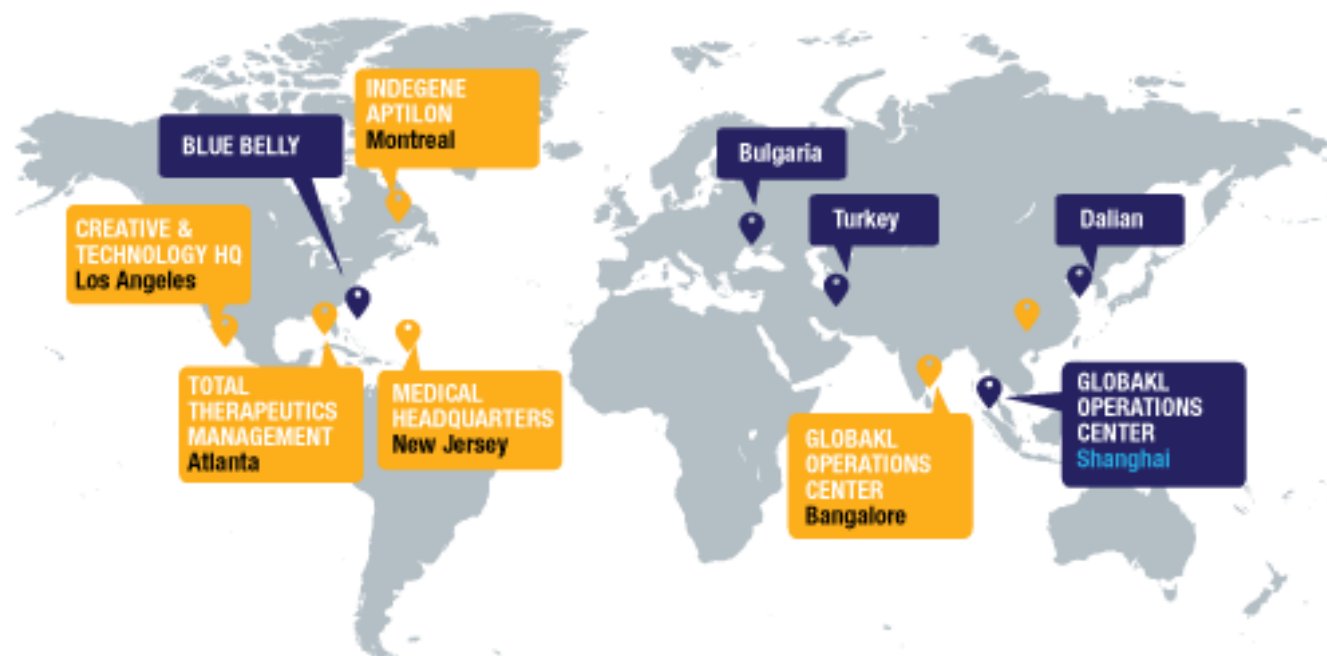 INDEGENE
APTILON
Montreal
BLUE BELLY
Bulgaria
CREATIVE &
TECHNOLOGY HQ
Los Angeles
Turkey
Dalian
TOTAL
THERAPEUTICS
MANAGEMENT
Atlanta
MEDICAL
HEADQUARTERS
New Jersey
GLOBAKL
OPERATIONS
CENTER
Bangalore
GLOBAKL
OPERATIONS
CENTER
Shanghai